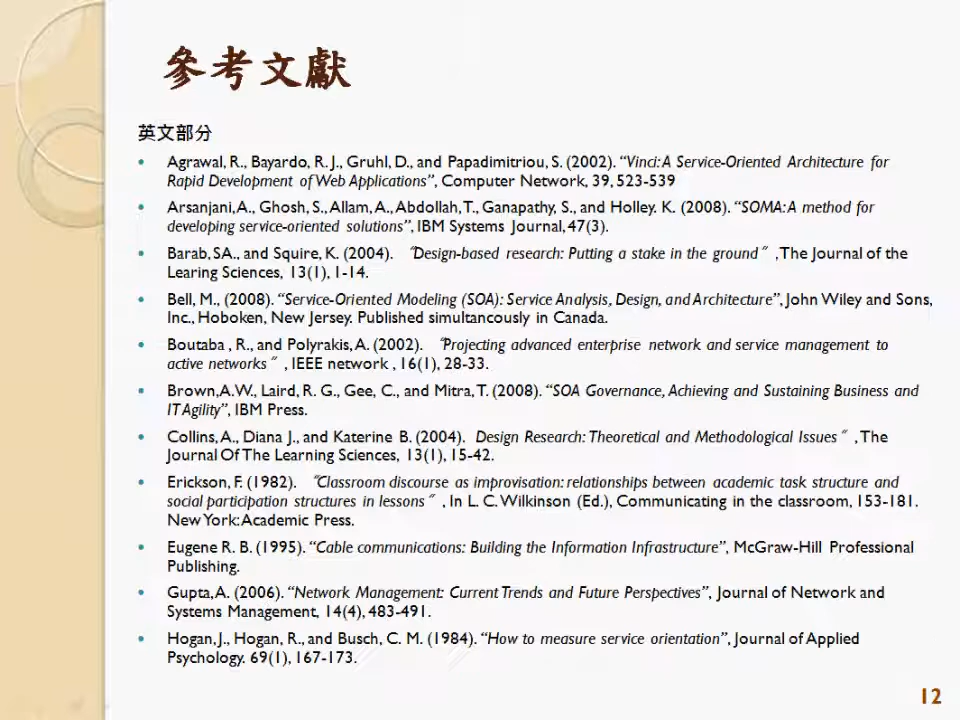 參考文獻
英文部分
• Agrawal, R., Bayardo, R. J., Gruhl, D., and Papadimitriou, S. (2002). “Vinci: A Service-Oriented Architecture for
Rapid Development of Web Applications”, Computer Network, 39, 523-539
• Arsanjani, A., Ghosh, S., Allam, A., Abdollah, T., Ganapathy, S., and Holley. K. (2008). “SOMA: A method for
developing service-oriented solutions”, IBM Systems Journal, 47(3).
• Barab, SA., and Squire, K. (2004). 〝Design-based research: Putting a stake in the ground〞, The Journal of the
Learing Sciences, 13(1), 1-14.
• Bell, M., (2008). “Service-Oriented Modeling (SOA): Service Analysis, Design, and Architecture”, John Wiley and Sons,
Inc., Hoboken, New Jersey. Published simultancously in Canada.
• Boutaba , R., and Polyrakis, A. (2002). 〝Projecting advanced enterprise network and service management to
active networks〞, IEEE network , 16(1), 28-33.
• Brown, A.W., Laird, R. G., Gee, C., and Mitra, T. (2008). “SOA Governance, Achieving and Sustaining Business and
IT Agility”, IBM Press.
• Collins, A., Diana J., and Katerine B. (2004). Design Research: Theoretical and Methodological Issues〞, The
Journal Of The Learning Sciences, 13(1), 15-42.
• Erickson, F. (1982). 〝Classroom discourse as improvisation: relationships between academic task structure and
social participation structures in lessons〞, In L. C. Wilkinson (Ed.), Communicating in the classroom, 153-181.
New York: Academic Press.
• Eugene R. B. (1995). “Cable communications: Building the Information Infrastructure”, McGraw-Hill Professional
Publishing.
• Gupta, A. (2006). “Network Management: Current Trends and Future Perspectives”, Journal of Network and
Systems Management, 14(4), 483-491.
• Hogan, J., Hogan, R., and Busch, C. M. (1984). “How to measure service orientation”, Journal of Applied
Psychology. 69(1), 167-173.
12